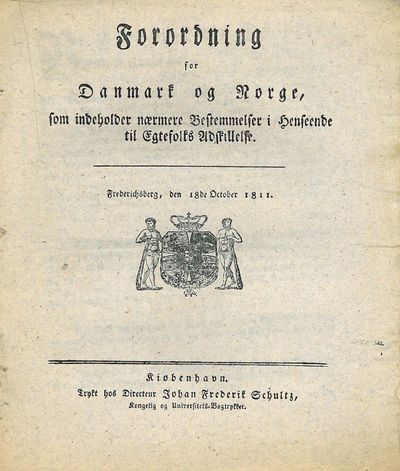 Forordning
for
Danmark og Norge,
som indeholder nærmere Bestemmelser i Henseende
til Egtefolks Adskillelse.
Frederichsberg, den 18de October 1811.
Kiøbenhavn.
Trykt hos Directeur Johan Frederik Schultz,
Kongelig og Universitets-Bogtrykker.